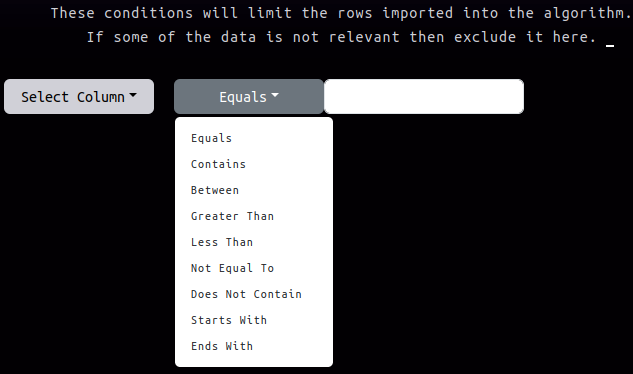 These conditions will limit the rows imported into the algorithm.
If some of the data is not relevant then exclude it here. _
Select Column
Equals
Equals
Contains
Between
Greater Than
Less Than
Not Equal To
Does Not Contain
Starts With
Ends With